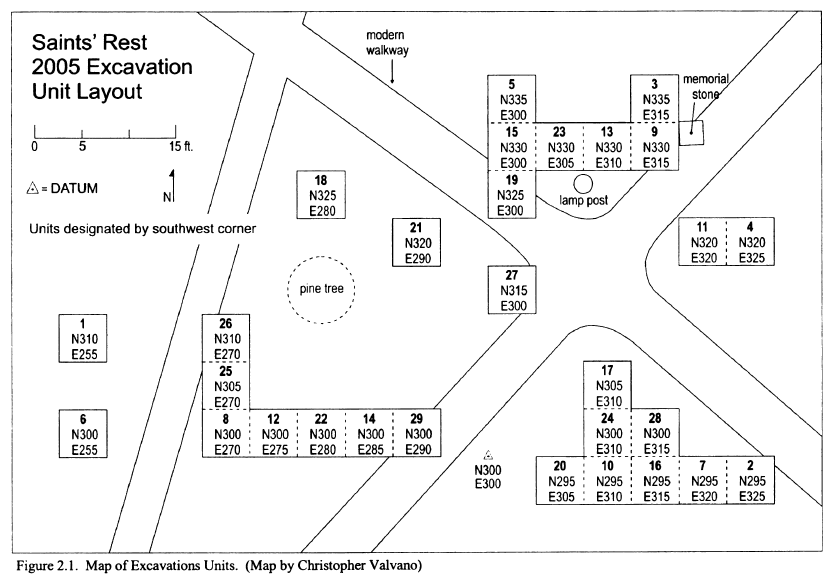 Saints' Rest
2005 Excavation
Unit Layout
0 5 15 ft.
= DATUM
N
Units designated by southwest corner
modern
walkway
memorial
stone
lamp post
pine tree
5
N335
E300
3
N335
E315
15
N330
E300
23
N330
E305
13
N330
E310
9
N330
E315
19
N325
E300
18
N325
E280
21
N320
E290
11
N320
E320
4
N320
E325
27
N315
E300
1
N310
E255
26
N310
E270
25
N305
E270
6
N300
E255
8
N300
E270
12
N300
E275
22
N300
E280
14
N300
E285
29
N300
E290
17
N305
E310
24
N300
E310
28
N300
E315
N300
E300
20
N295
E305
10
N295
E310
16
N295
E315
7
N295
E320
2
N295
E325
Figure 2.1. Map of Excavations Units. (Map by Christopher Valvano)